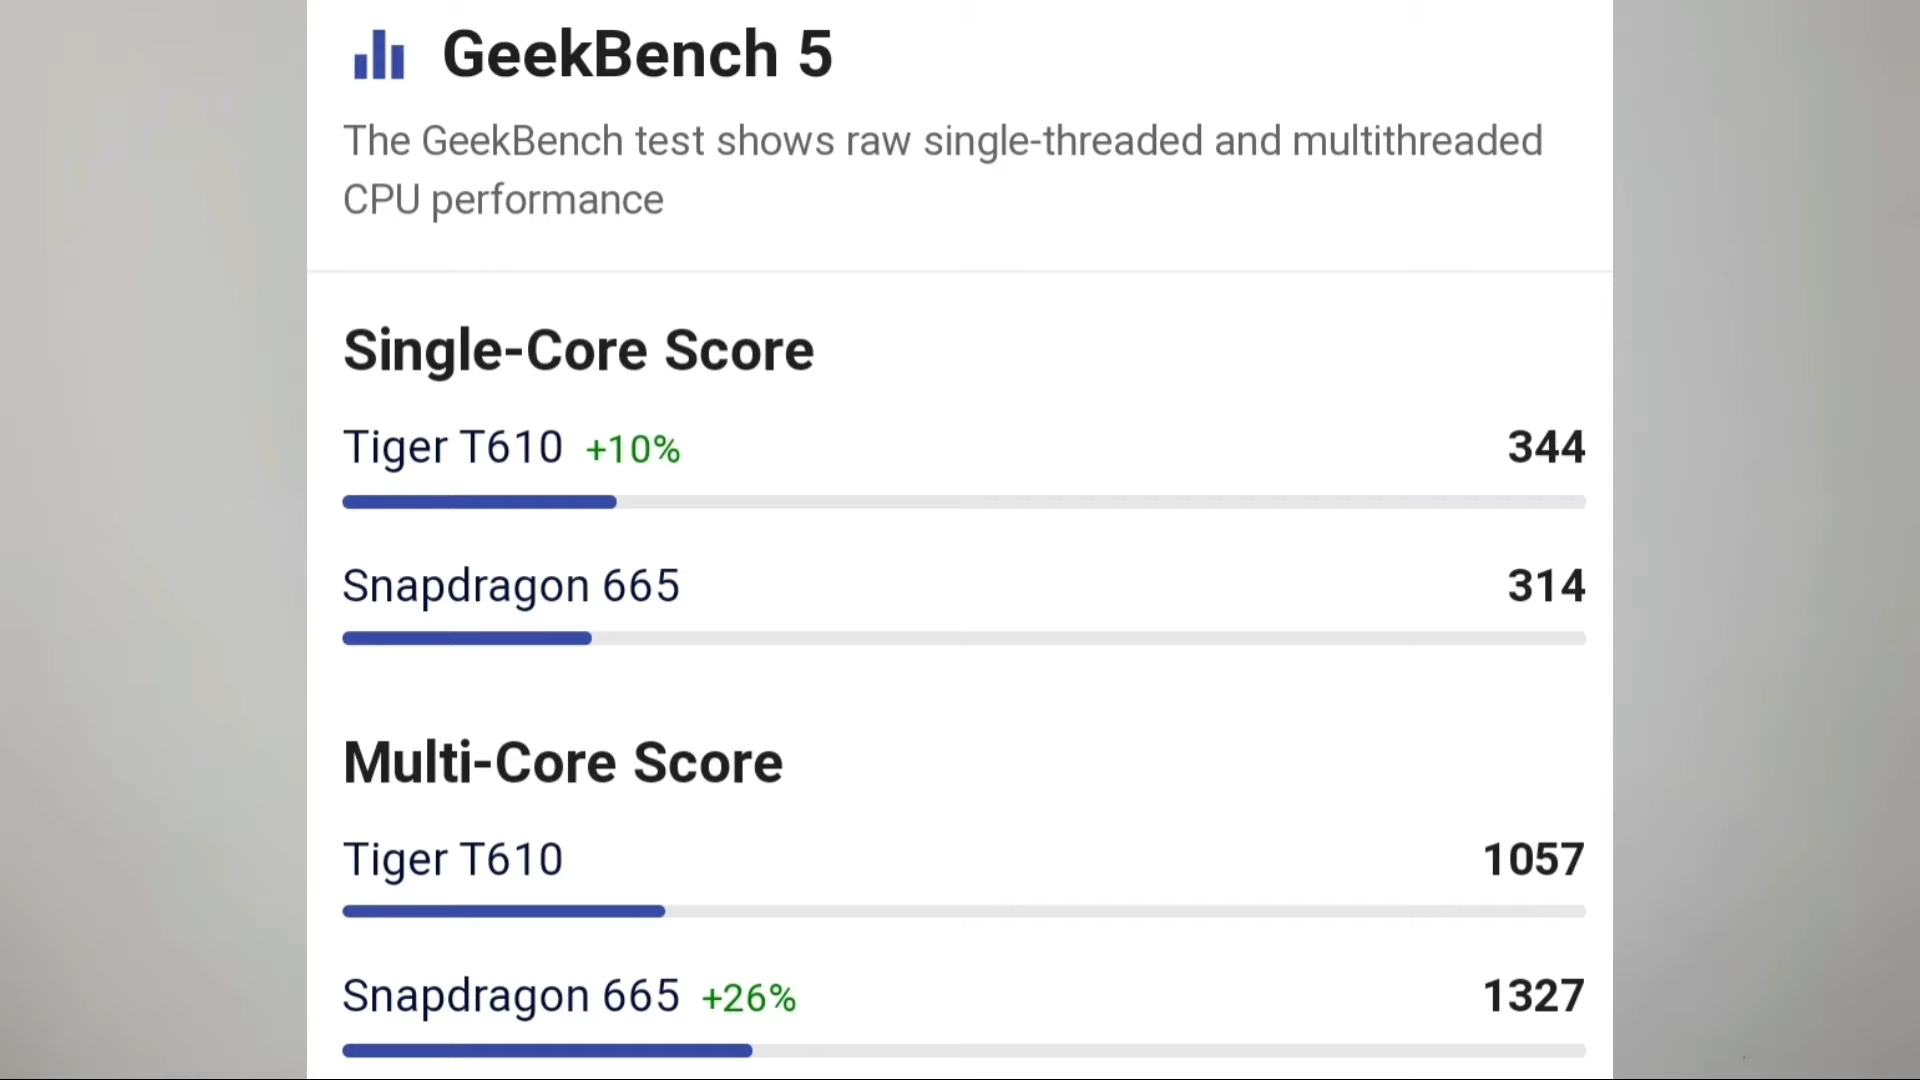 GeekBench 5
The GeekBench test shows raw single-threaded and multithreaded
CPU performance
Single-Core Score
Tiger T610 +10% 344
Snapdragon 665 314
Multi-Core Score
Tiger T610 1057
Snapdragon 665 +26% 1327